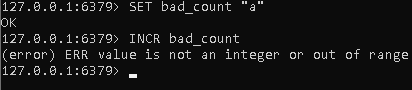 127.0.0.1:6379> SET bad_count "a"
OK
127.0.0.1:6379> INCR bad_count
(error) ERR value is not an integer or out of range
127.0.0.1:6379>